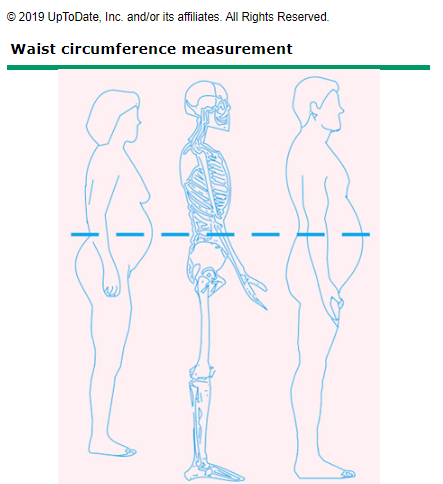 © 2019 UpToDate, Inc. and/or its affiliates. All Rights Reserved.
Waist circumference measurement